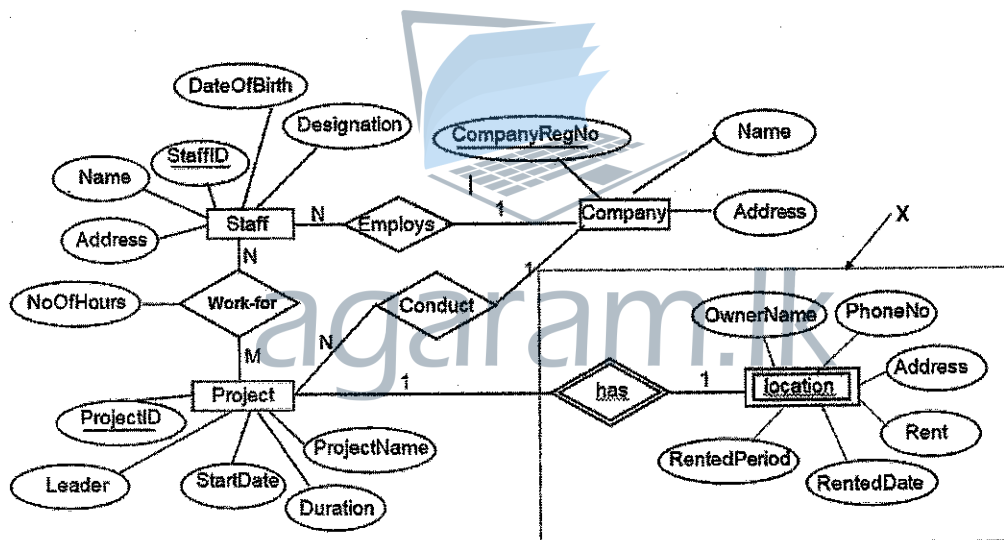 DateOfBirth
Designation
StaffID
Name
Address
Staff
N
Employs
1
CompanyRegNo
Name
Company
Address
X
N
NoOfHours
Work-for
M
Conduct
1
N
agaram.lk
Project
1
has
1
location
OwnerName
PhoneNo
Address
Rent
RentedDate
RentedPeriod
ProjectID
Leader
StartDate
Duration
ProjectName